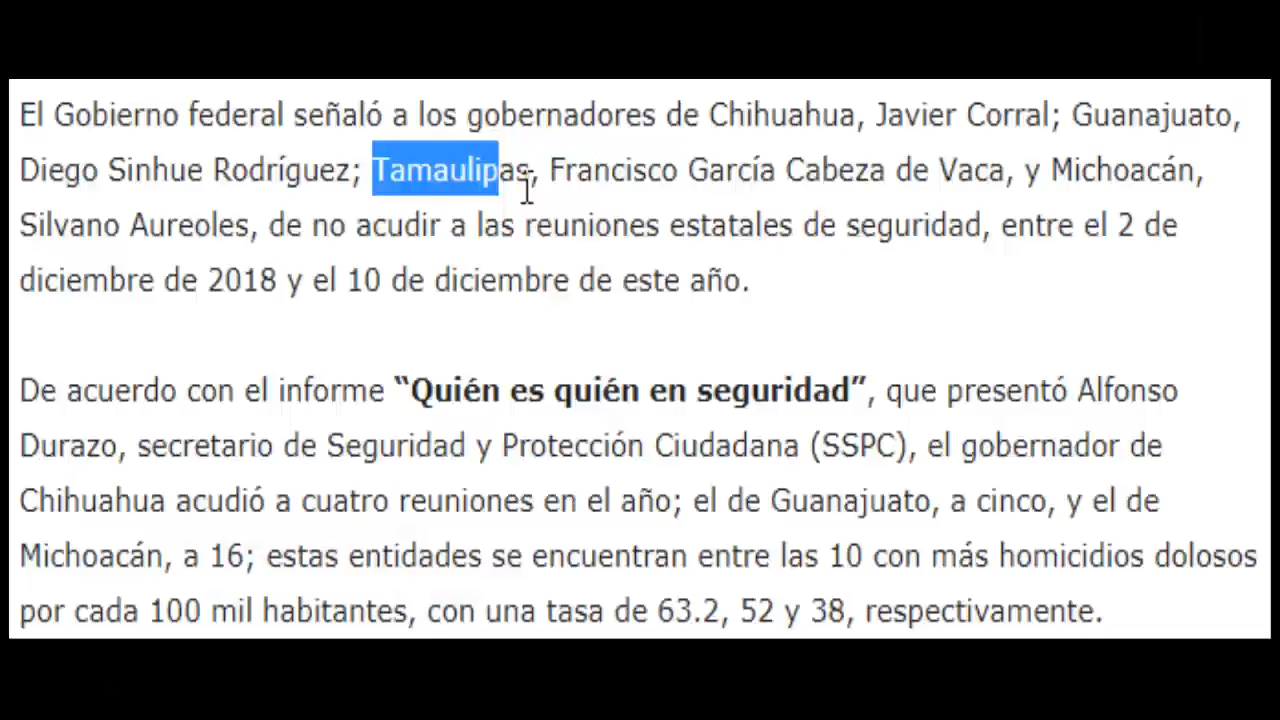 El Gobierno federal señaló a los gobernadores de Chihuahua, Javier Corral; Guanajuato,
Diego Sinhue Rodríguez; Tamaulipas, Francisco García Cabeza de Vaca, y Michoacán,
Silvano Aureoles, de no acudir a las reuniones estatales de seguridad, entre el 2 de
diciembre de 2018 y el 10 de diciembre de este año.
De acuerdo con el informe “Quién es quién en seguridad”, que presentó Alfonso
Durazo, secretario de Seguridad y Protección Ciudadana (SSPC), el gobernador de
Chihuahua acudió a cuatro reuniones en el año; el de Guanajuato, a cinco, y el de
Michoacán, a 16; estas entidades se encuentran entre las 10 con más homicidios dolosos
por cada 100 mil habitantes, con una tasa de 63.2, 52 y 38, respectivamente.